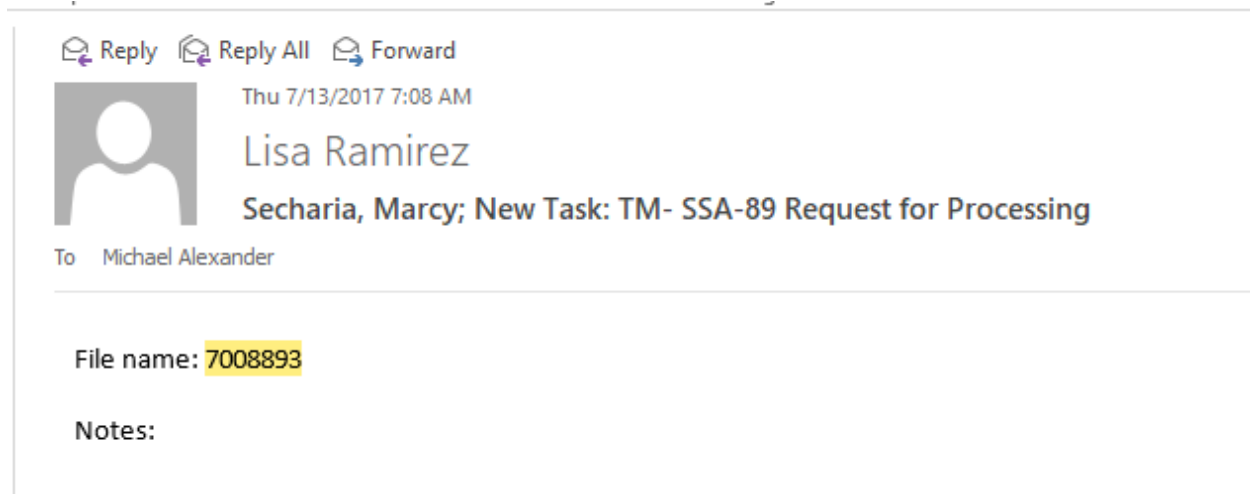 Reply Reply All Forward
Thu 7/13/2017 7:08 AM
Lisa Ramirez
Secharia, Marcy; New Task: TM- SSA-89 Request for Processing
To Michael Alexander
File name: 7008893
Notes: